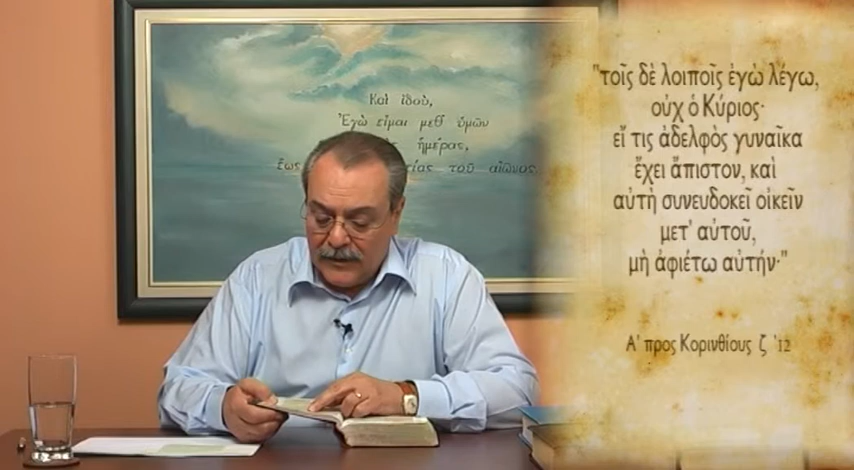 Καὶ ἰδού,
Ἐγὼ εἶμαι μεθ' ὑμῶν
ἡμέρας,
ἕως τοῦ αἰῶνος.
"τοῖς δὲ λοιποῖς ἐγὼ λέγω,
οὐχ ὁ Κύριος·
εἴ τις ἀδελφὸς γυναῖκα
ἔχει ἄπιστον, καὶ
αὐτὴ συνευδοκεῖ οἰκεῖν
μετ' αὐτοῦ,
μὴ ἀφιέτω αὐτήν·"
Α' προς Κορινθίους ζ '12